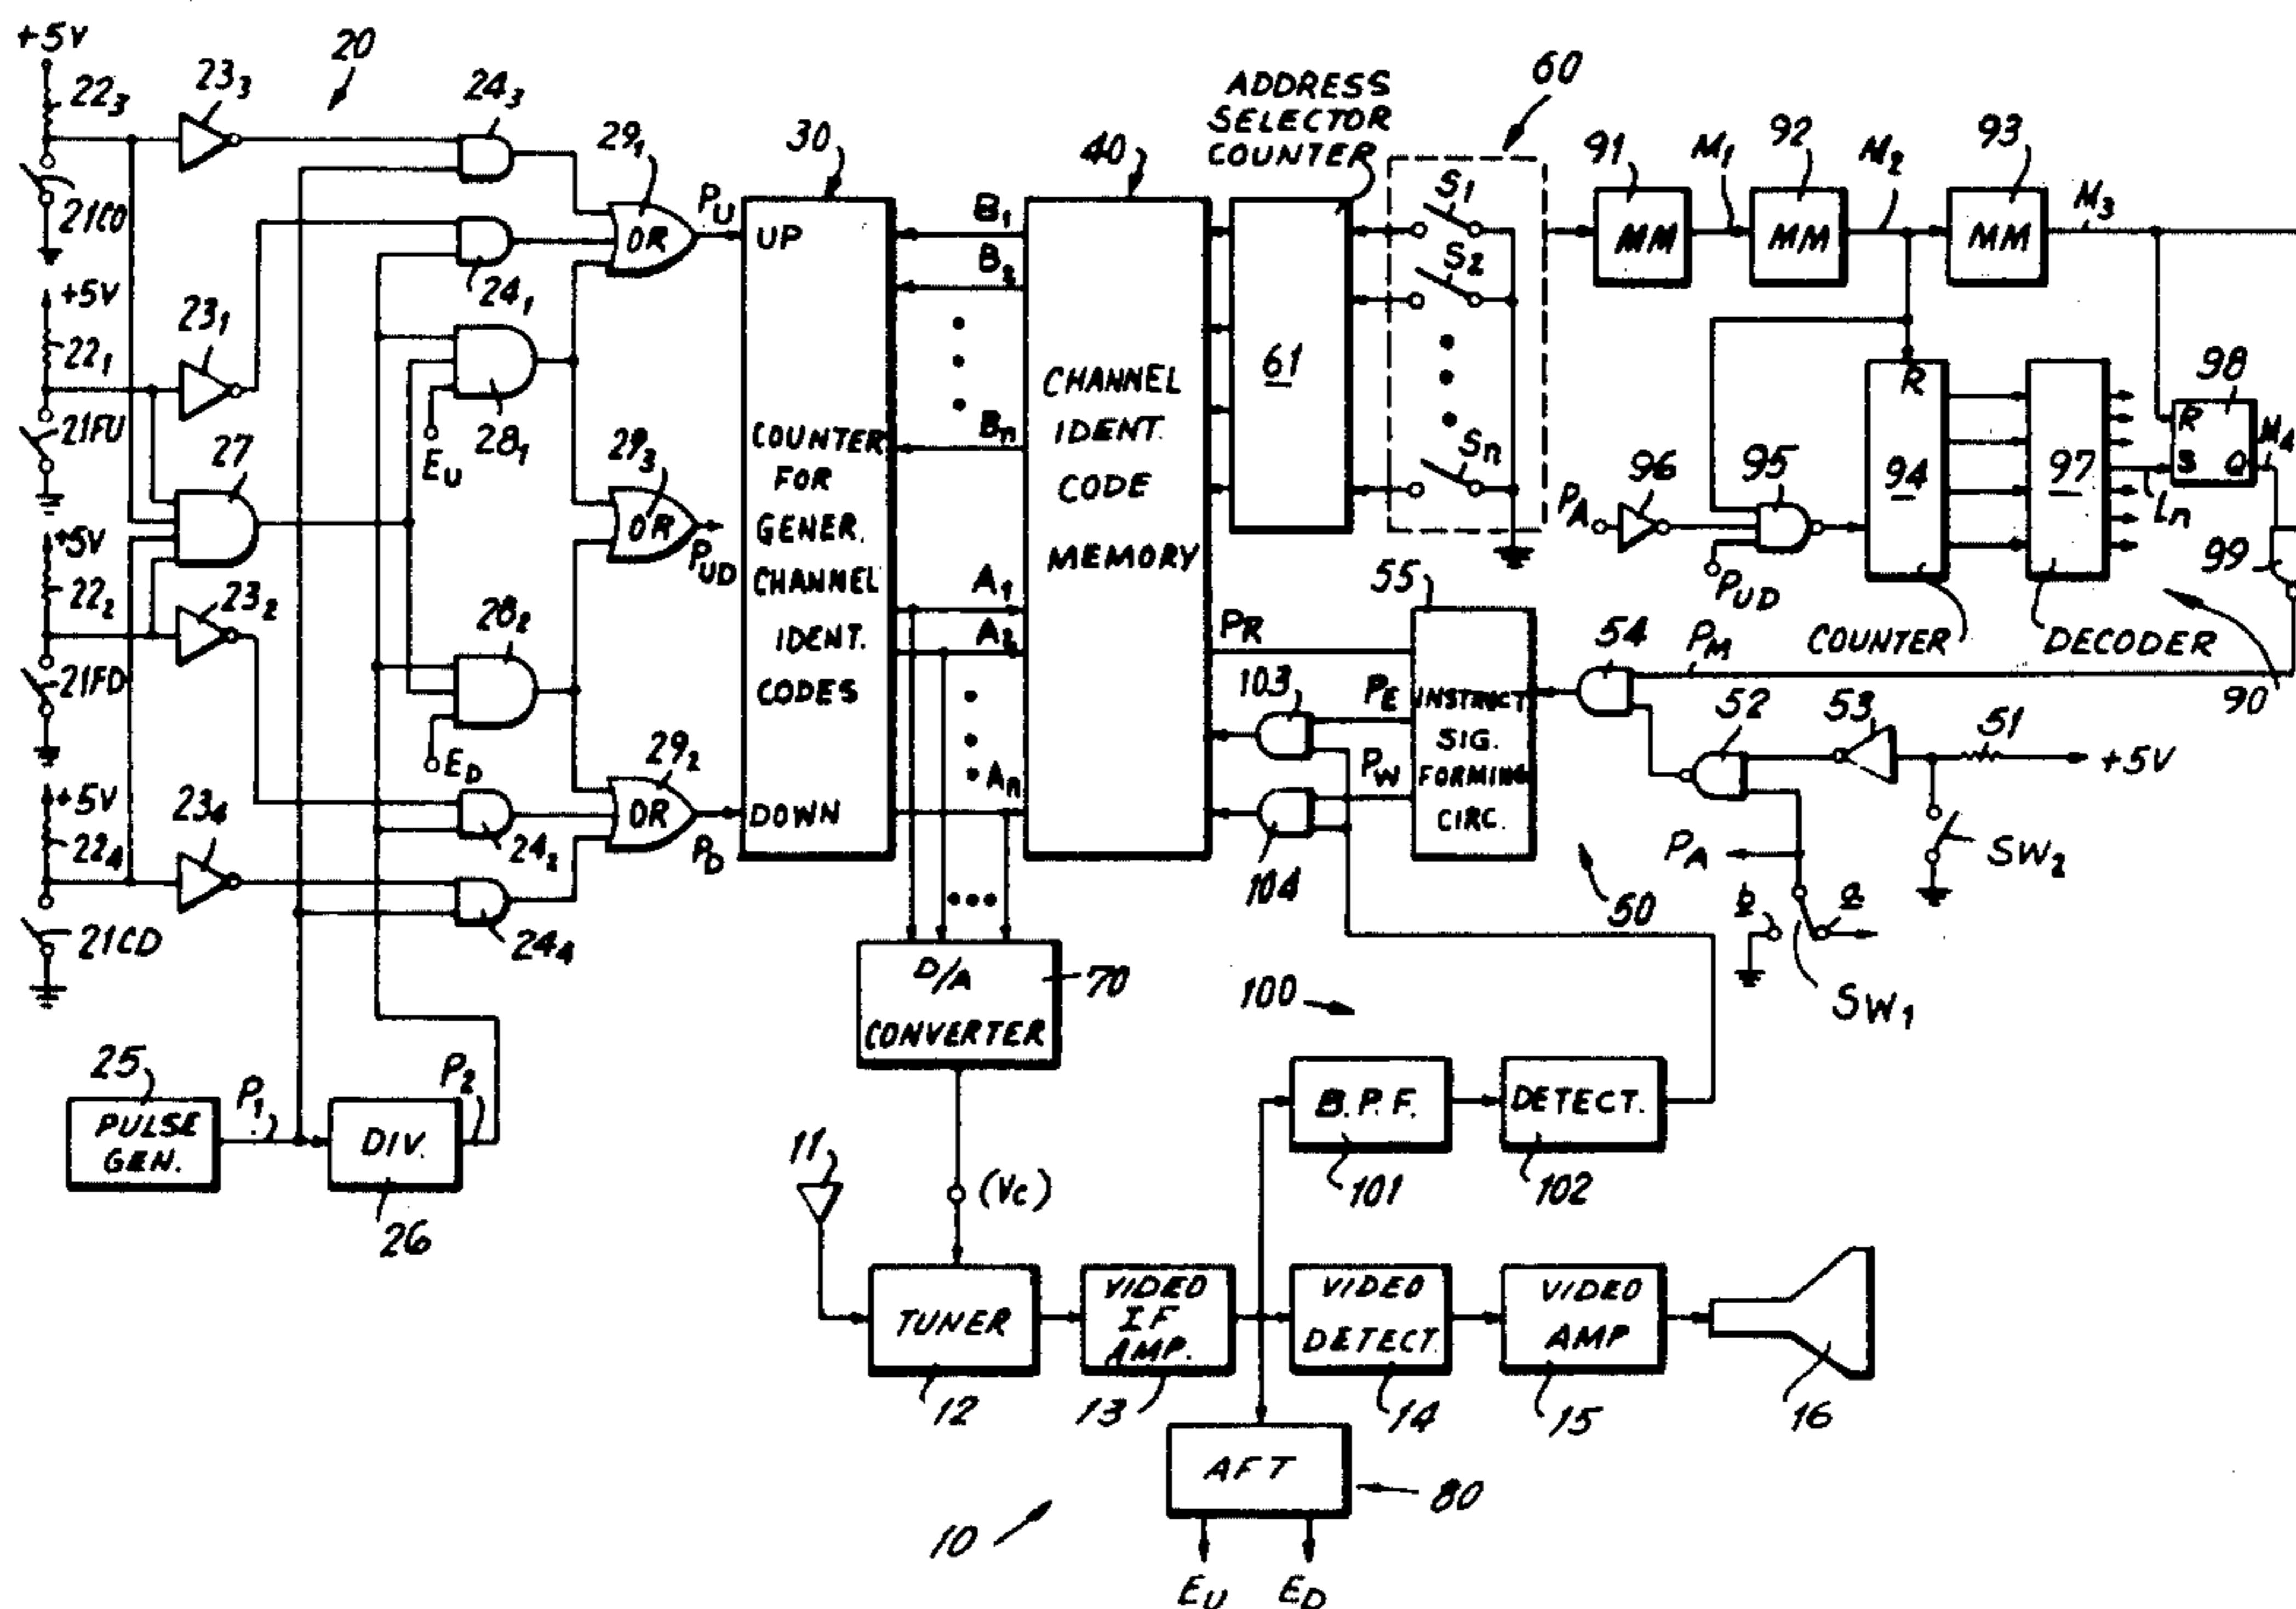 +5V
20
22₃
23₃
24₃
21CO
+5V
22₁
23₁
24₁
21FU
27
28₁
E_U
+5V
22₂
23₂
28₂
21FD
E_D
+5V
22₄
23₄
24₂
24₄
21CD
29₁
OR
P_U
29₃
OR
P_UD
29₂
OR
P_D
25
PULSE
GEN.
P₁
DIV.
26
P₂
30
UP
COUNTER
FOR
GENER.
CHANNEL
IDENT.
CODES
DOWN
B₁
B₂
Bn
A₁
A₂
An
40
CHANNEL
IDENT.
CODE
MEMORY
ADDRESS
SELECTOR
COUNTER
61
60
S₁
S₂
Sn
91
MM
M₁
92
MM
M₂
93
MM
M₃
P_A
96
95
P_UD
R
94
COUNTER
97
DECODER
Ln
98
R
S Q
M₄
99
90
P_R
P_E
P_W
103
104
55
INSTRUCT.
SIG.
FORMING
CIRC.
54
P_M
52
53
51
+5V
SW₂
P_A
b
a
SW₁
50
D/A
CONVERTER
70
(Vc)
100
B.P.F.
101
DETECT.
102
11
TUNER
12
VIDEO
IF
AMP.
13
VIDEO
DETECT.
14
VIDEO
AMP
15
16
AFT
80
10
E_U
E_D